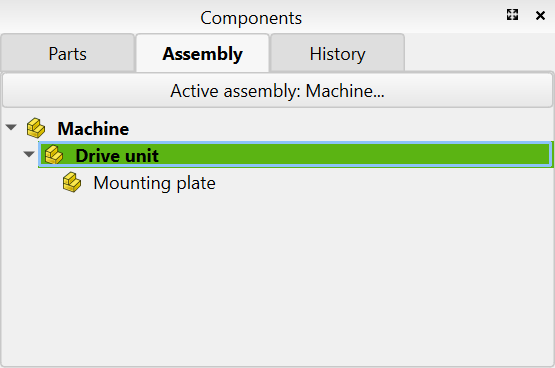 Components
Parts
Assembly
History
Active assembly: Machine...
Machine
Drive unit
Mounting plate